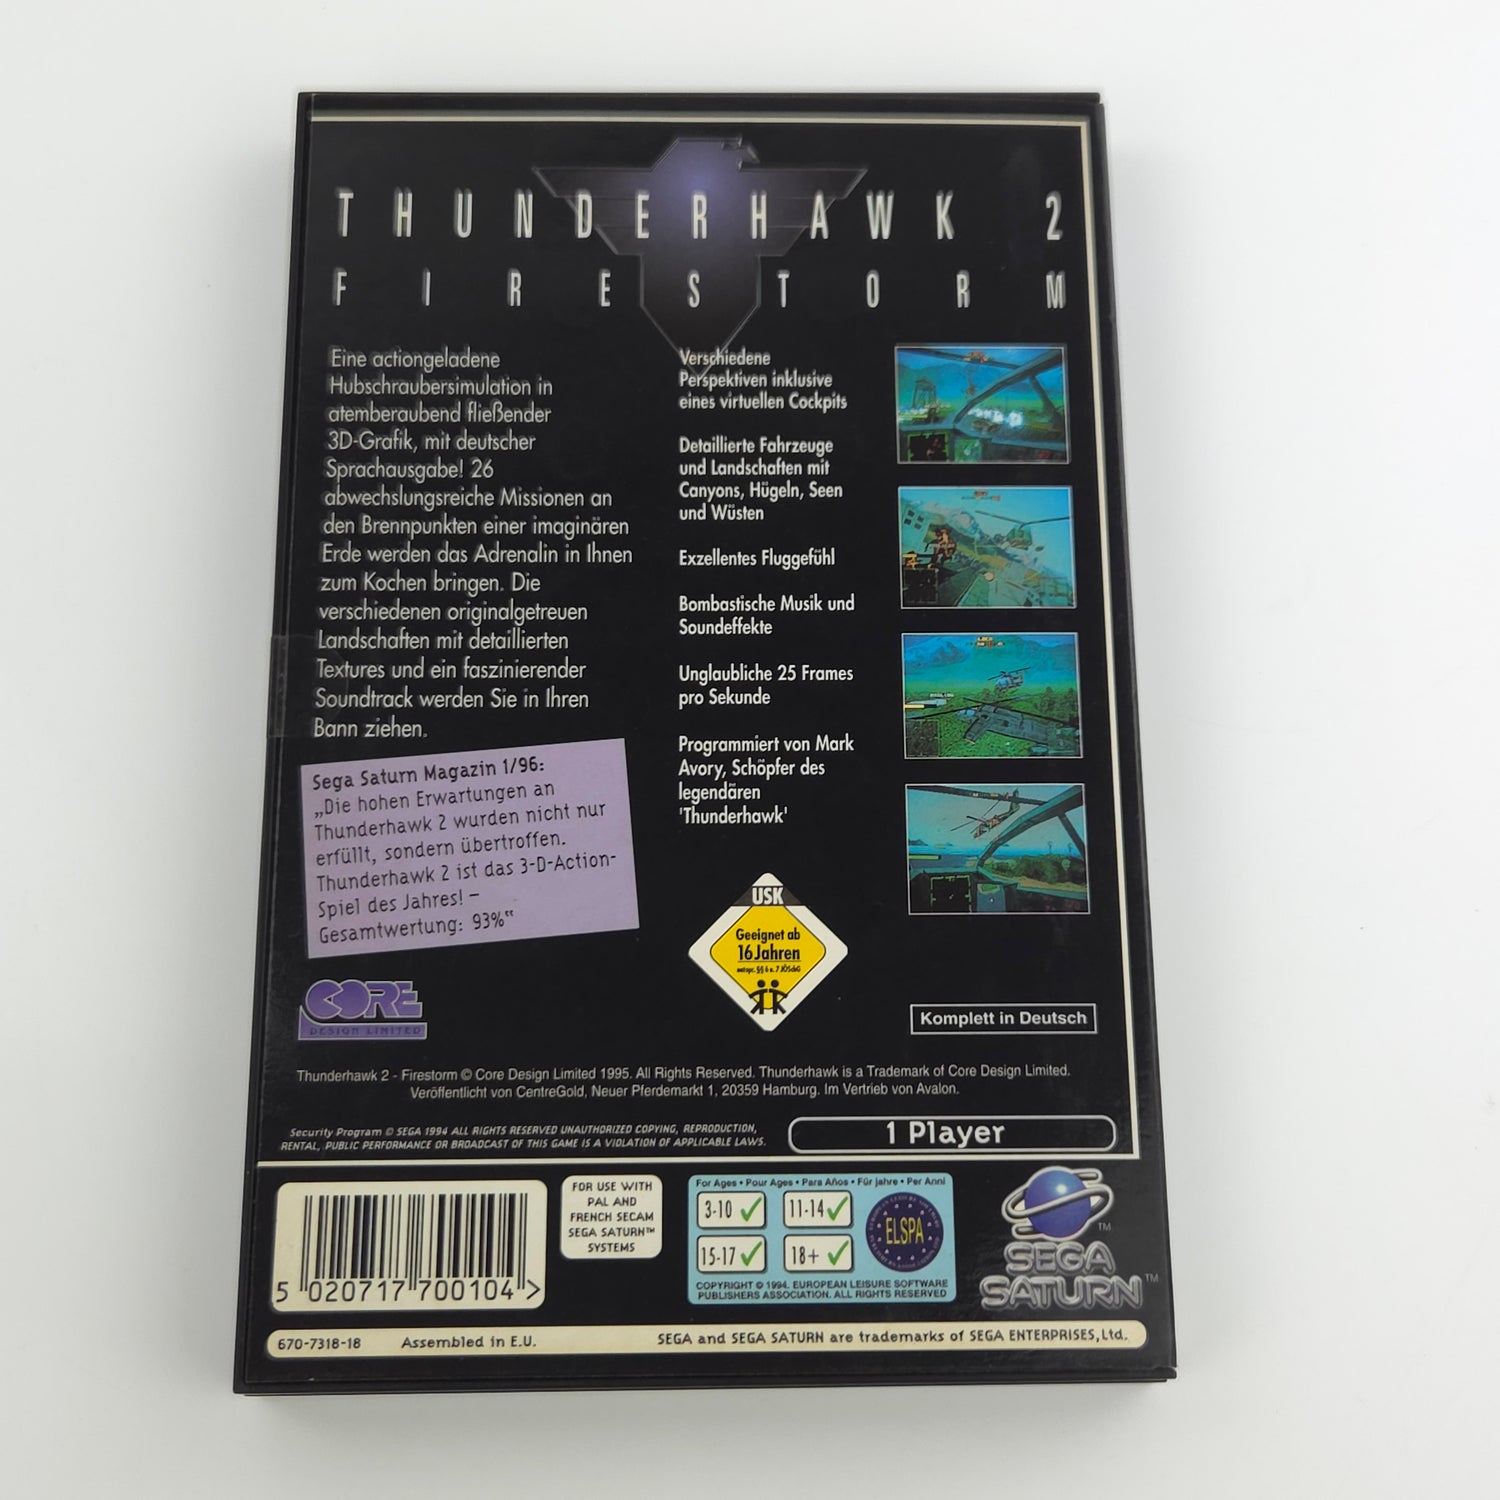 THUNDERHAWK 2
FIRESTORM
Eine actiongeladene
Hubschraubersimulation in
atemberaubend fließender
3D-Grafik, mit deutscher
Sprachausgabe! 26
abwechslungsreiche Missionen an
den Brennpunkten einer imaginären
Erde werden das Adrenalin in Ihnen
zum Kochen bringen. Die
verschiedenen originalgetreuen
Landschaften mit detaillierten
Textures und ein faszinierender
Soundtrack werden Sie in Ihren
Bann ziehen.
Verschiedene
Perspektiven inklusive
eines virtuellen Cockpits
Detaillierte Fahrzeuge
und Landschaften mit
Canyons, Hügeln, Seen
und Wüsten
Exzellentes Fluggefühl
Bombastische Musik und
Soundeffekte
Unglaubliche 25 Frames
pro Sekunde
Programmiert von Mark
Avory, Schöpfer des
legendären
'Thunderhawk'
Sega Saturn Magazin 1/96:
„Die hohen Erwartungen an
Thunderhawk 2 wurden nicht nur
erfüllt, sondern übertroffen.
Thunderhawk 2 ist das 3-D-Action-
Spiel des Jahres! –
Gesamtwertung: 93%“
USK
Geeignet ab
16 Jahren
CORE
DESIGN LIMITED
Komplett in Deutsch
Thunderhawk 2 - Firestorm © Core Design Limited 1995. All Rights Reserved. Thunderhawk is a Trademark of Core Design Limited.
Veröffentlicht von CentreGold, Neuer Pferdemarkt 1, 20359 Hamburg. Im Vertrieb von Avalon.
Security Program © SEGA 1994 ALL RIGHTS RESERVED UNAUTHORIZED COPYING, REPRODUCTION,
RENTAL, PUBLIC PERFORMANCE OR BROADCAST OF THIS GAME IS A VIOLATION OF APPLICABLE LAWS.
1 Player
5 020717 700104 >
FOR USE WITH
PAL AND
FRENCH SECAM
SEGA SATURN™
SYSTEMS
For Ages • Pour Ages • Para Años • Für jahre • Per Anni
3-10 11-14
15-17 18+
ELSPA
COPYRIGHT © 1994. EUROPEAN LEISURE SOFTWARE
PUBLISHERS ASSOCIATION. ALL RIGHTS RESERVED
TM
SEGA
SATURN™
670-7318-18 Assembled in E.U. SEGA and SEGA SATURN are trademarks of SEGA ENTERPRISES, Ltd.